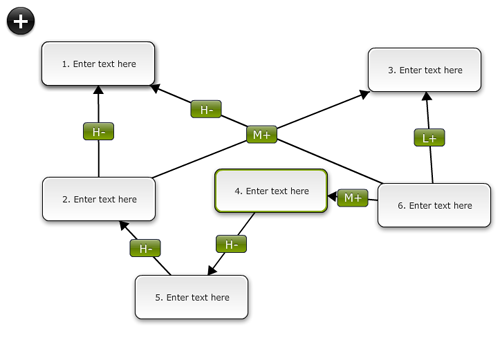 1. Enter text here
3. Enter text here
H-
H-
M+
L+
4. Enter text here
2. Enter text here
M+
6. Enter text here
H-
H-
5. Enter text here